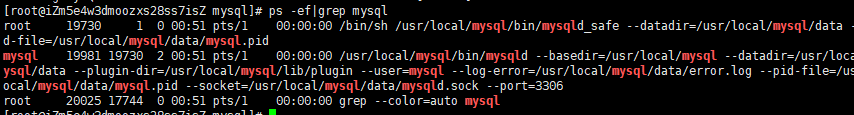 [root@iZm5e4w3dmoozxs28ss7isZ mysql]# ps -ef|grep mysql
root     19730     1  0 00:51 pts/1    00:00:00 /bin/sh /usr/local/mysql/bin/mysqld_safe --datadir=/usr/local/mysql/data -
d-file=/usr/local/mysql/data/mysql.pid
mysql    19981 19730  2 00:51 pts/1    00:00:00 /usr/local/mysql/bin/mysqld --basedir=/usr/local/mysql --datadir=/usr/loca
ysql/data --plugin-dir=/usr/local/mysql/lib/plugin --user=mysql --log-error=/usr/local/mysql/data/error.log --pid-file=/us
ocal/mysql/data/mysql.pid --socket=/usr/local/mysql/data/mysqld.sock --port=3306
root     20025 17744  0 00:51 pts/1    00:00:00 grep --color=auto mysql
[root@iZm5e4w3dmoozxs28ss7isZ mysql]#